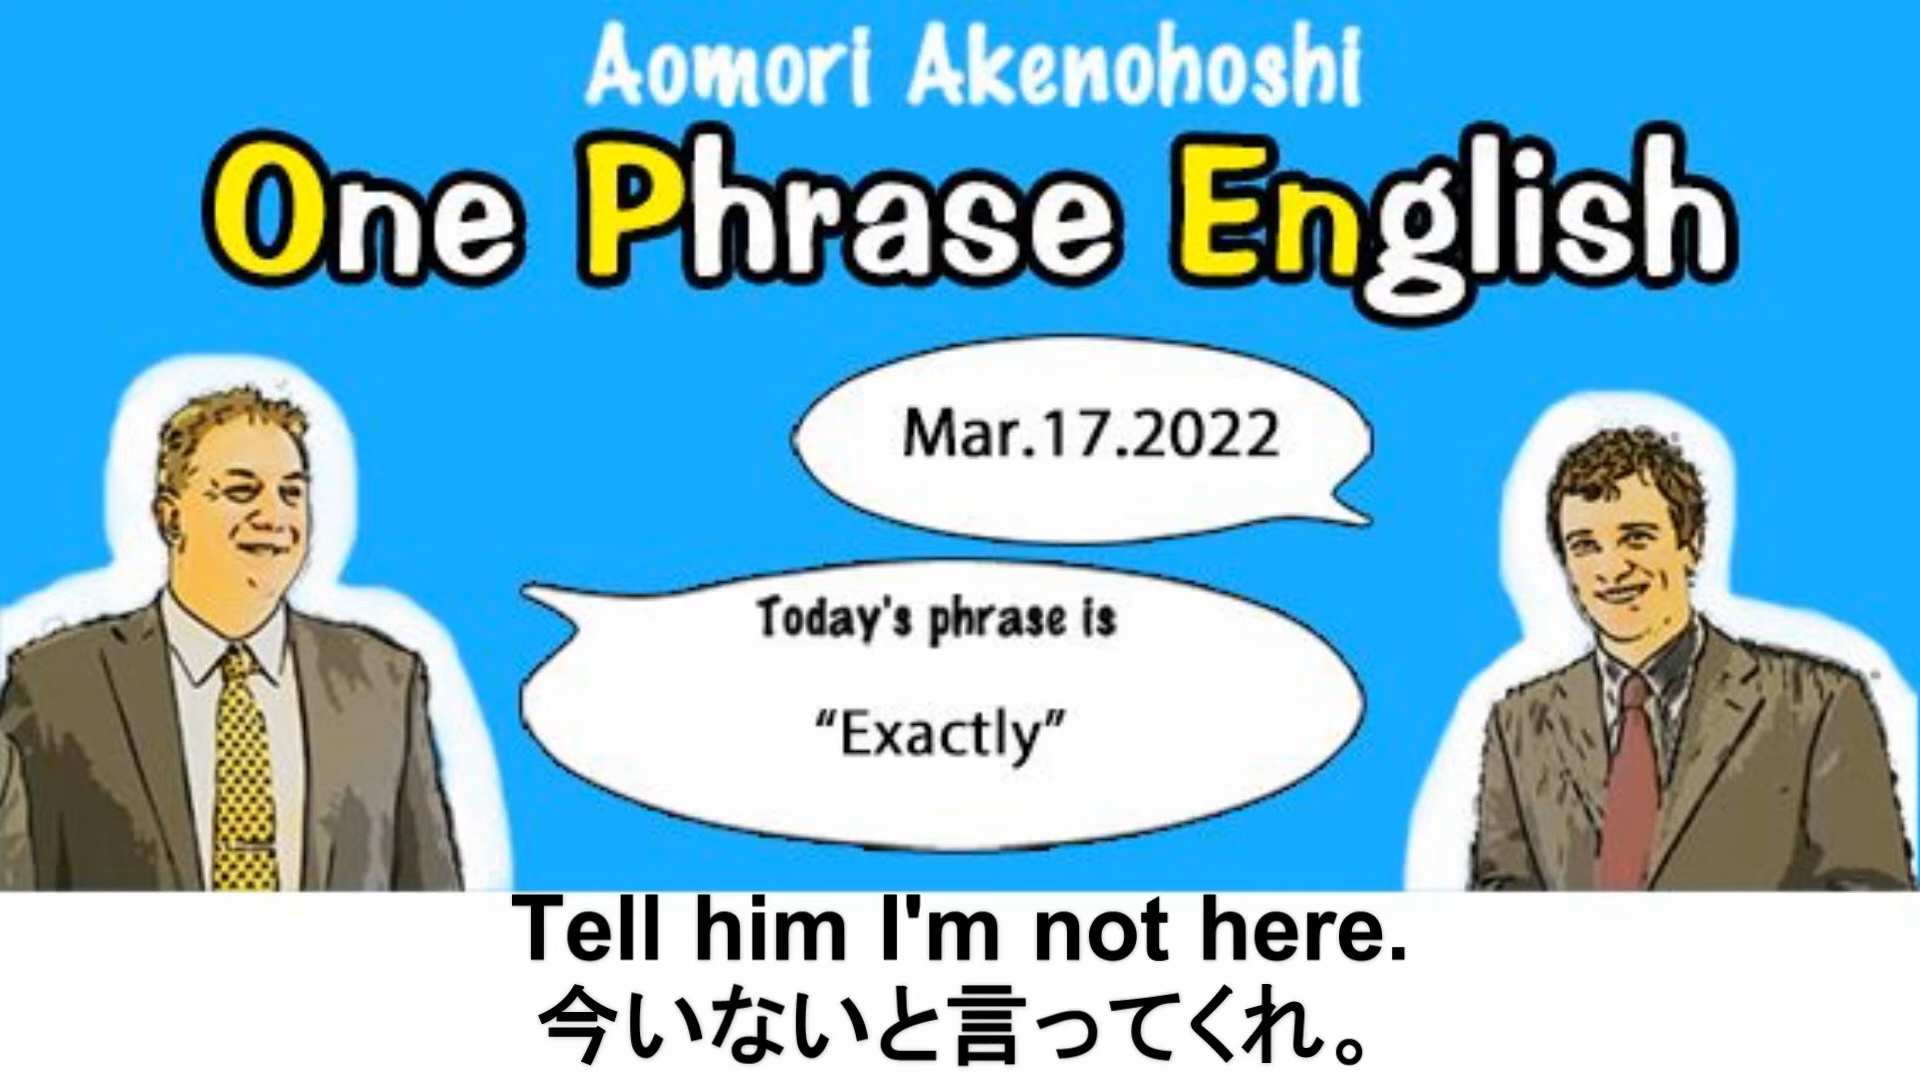 Aomori Akenohoshi
One Phrase English
Mar.17.2022
Today's phrase is
“Exactly”
Tell him I'm not here.
今いないと言ってくれ。